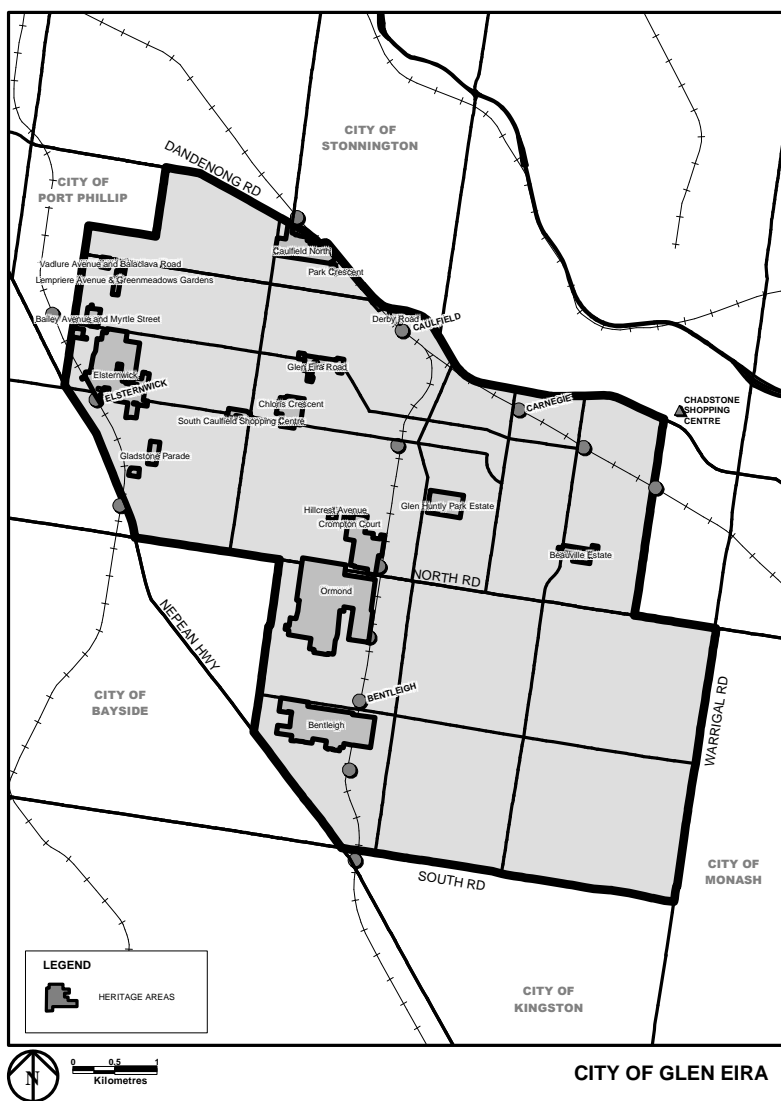 CITY OF
STONNINGTON
DANDENONG RD
CITY OF
PORT PHILLIP
Caulfield North
Vadlure Avenue and Balaclava Road
Park Crescent
Lempriere Avenue & Greenmeadows Gardens
Bailey Avenue and Myrtle Street
Derby Road
CAULFIELD
Glen Eira Road
Elsternwick
ELSTERNWICK
Chloris Crescent
CARNEGIE
CHADSTONE
SHOPPING
CENTRE
South Caulfield Shopping Centre
Gladstone Parade
Glen Huntly Park Estate
Hillcrest Avenue
Crompton Court
Beauville Estate
NORTH RD
Ormond
NEPEAN HWY
CITY OF
BAYSIDE
BENTLEIGH
Bentleigh
WARRIGAL RD
SOUTH RD
CITY OF
MONASH
LEGEND
HERITAGE AREAS
CITY OF
KINGSTON
N
0 0.5 1
Kilometres
CITY OF GLEN EIRA